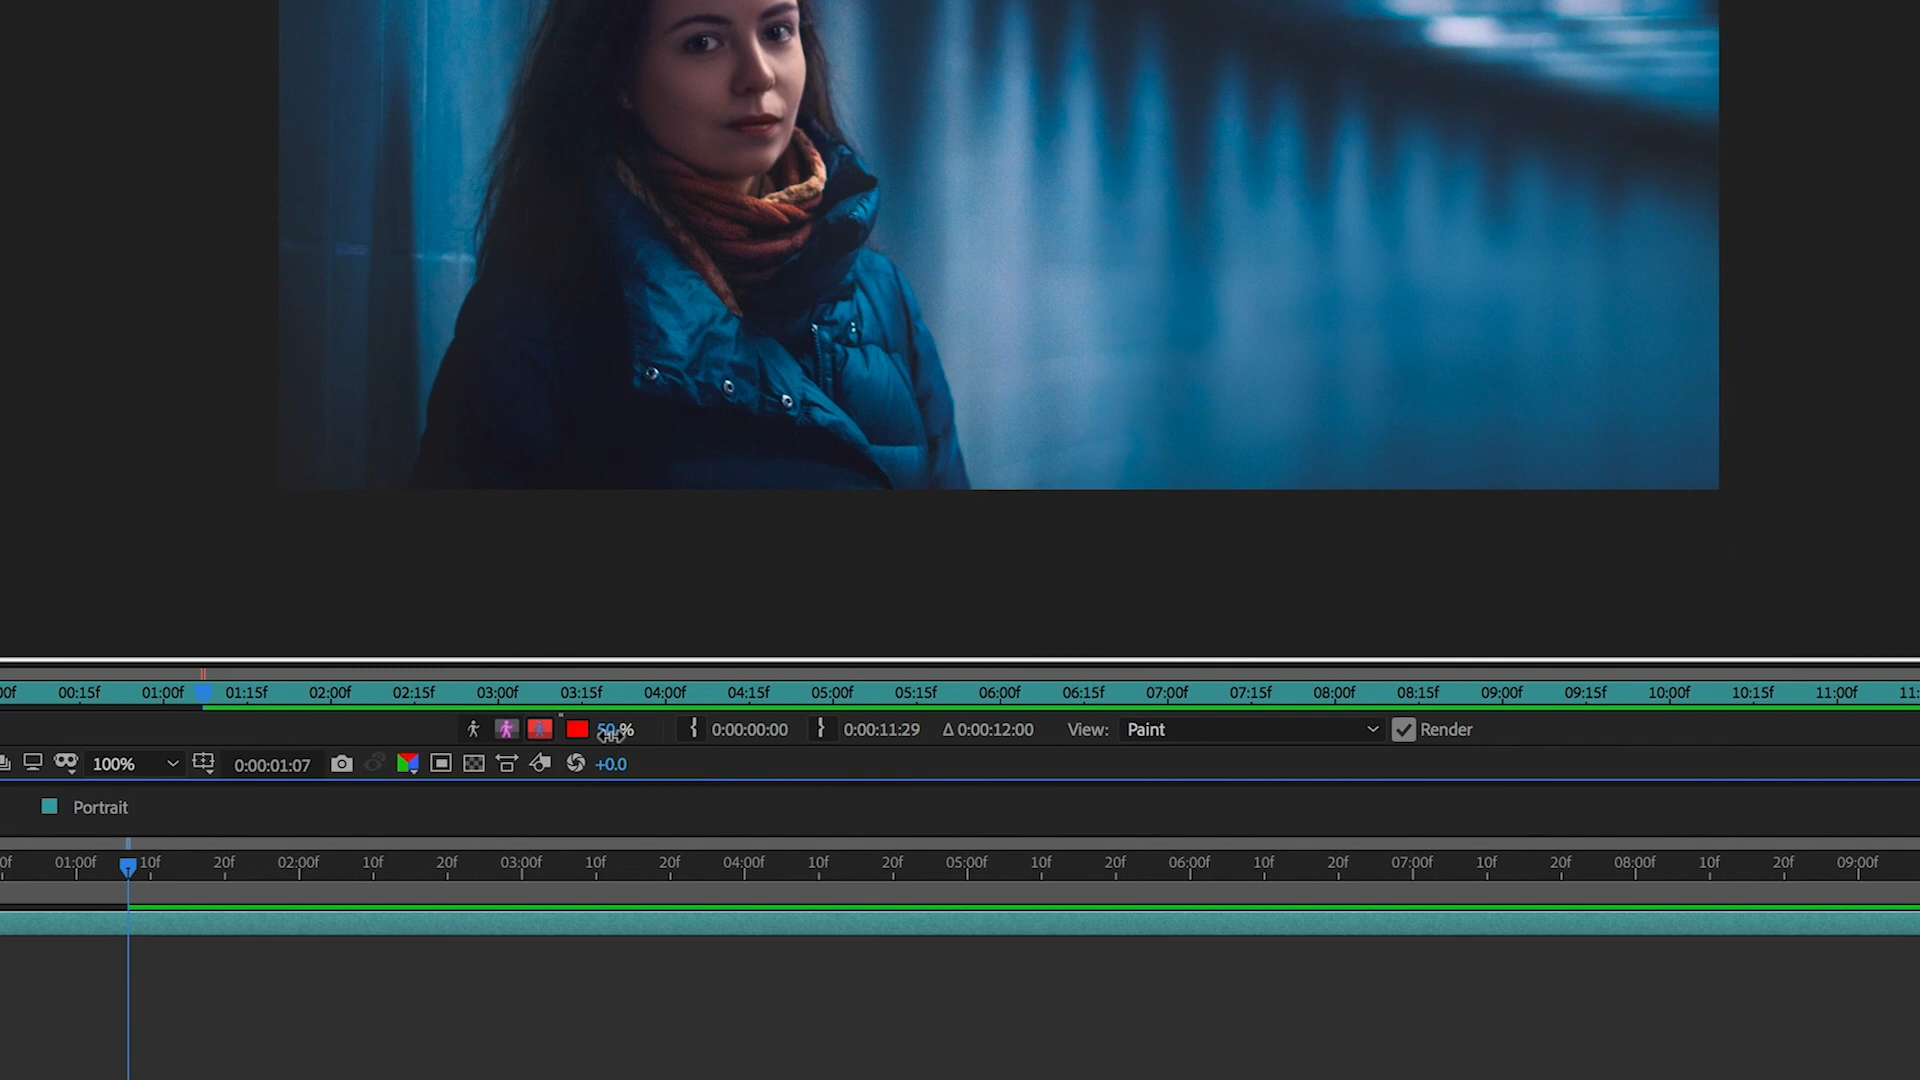 00f 00:15f 01:00f 01:15f 02:00f 02:15f 03:00f 03:15f 04:00f 04:15f 05:00f 05:15f 06:00f 06:15f 07:00f 07:15f 08:00f 08:15f 09:00f 09:15f 10:00f 10:15f 11:00f 11:
50 % 0:00:00:00 0:00:11:29 Δ 0:00:12:00 View: Paint Render
100% 0:00:01:07 +0.0
Portrait
0f 01:00f 10f 20f 02:00f 10f 20f 03:00f 10f 20f 04:00f 10f 20f 05:00f 10f 20f 06:00f 10f 20f 07:00f 10f 20f 08:00f 10f 20f 09:00f